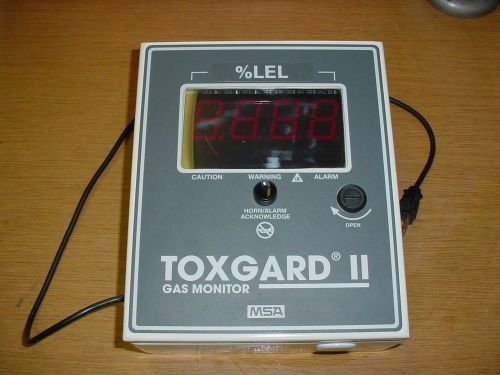 %LEL
CAUTION WARNING ALARM
HORN/ALARM
ACKNOWLEDGE
OPEN
TOXGARD® II
GAS MONITOR
MSA